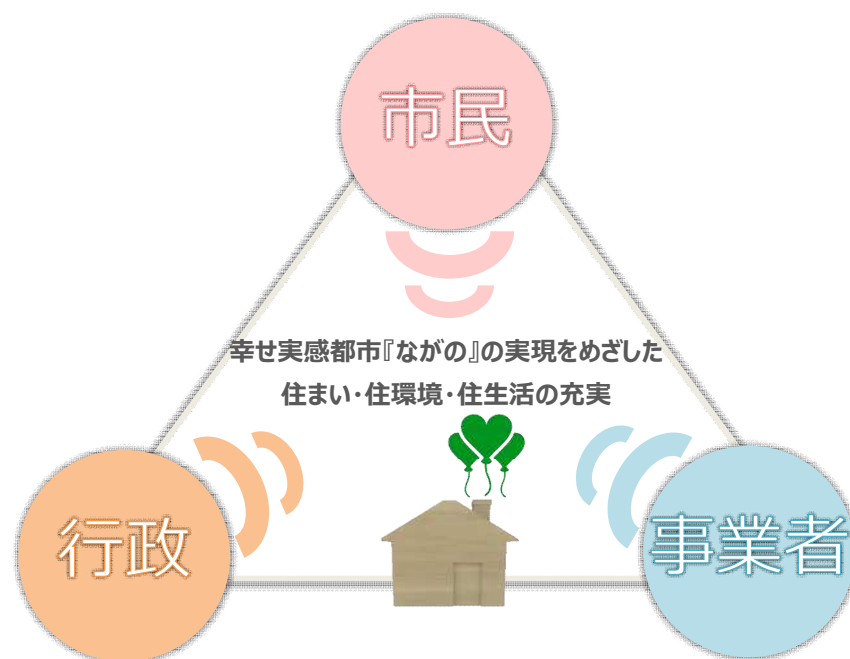 市民
幸せ実感都市『ながの』の実現をめざした
住まい・住環境・住生活の充実
行政
事業者